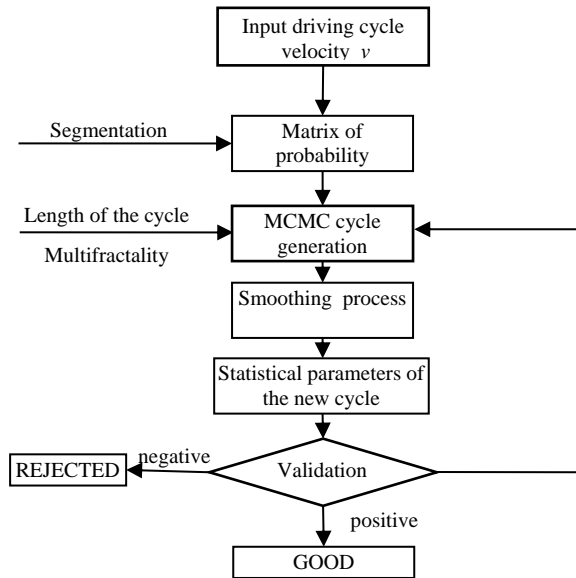 Input driving cycle
velocity v
Segmentation
Matrix of
probability
Length of the cycle
Multifractality
MCMC cycle
generation
Smoothing process
Statistical parameters of
the new cycle
negative
REJECTED
Validation
positive
GOOD